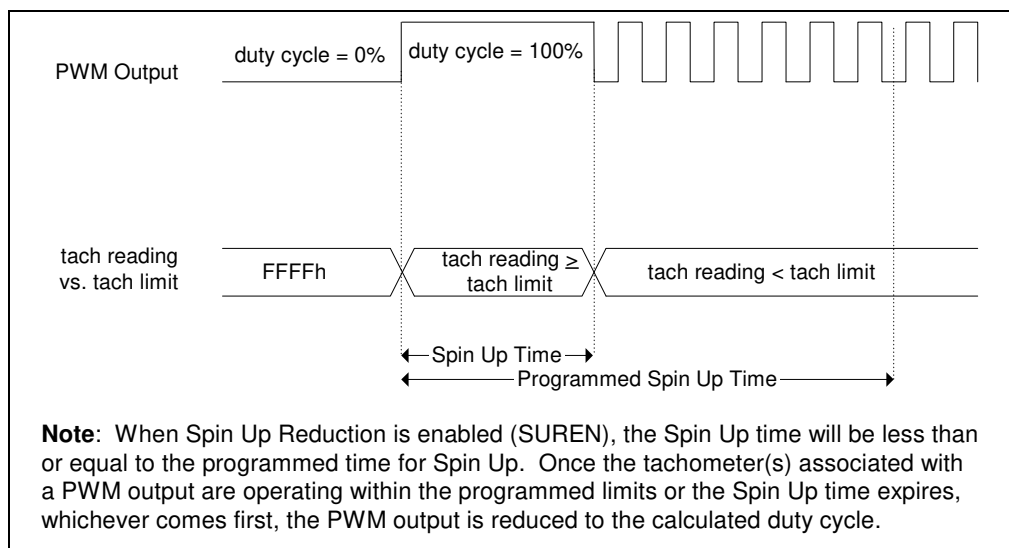 duty cycle = 0%
duty cycle = 100%
PWM Output
tach reading
vs. tach limit
FFFFh
tach reading ≥
tach limit
tach reading < tach limit
Spin Up Time
Programmed Spin Up Time
Note: When Spin Up Reduction is enabled (SUREN), the Spin Up time will be less than
or equal to the programmed time for Spin Up. Once the tachometer(s) associated with
a PWM output are operating within the programmed limits or the Spin Up time expires,
whichever comes first, the PWM output is reduced to the calculated duty cycle.